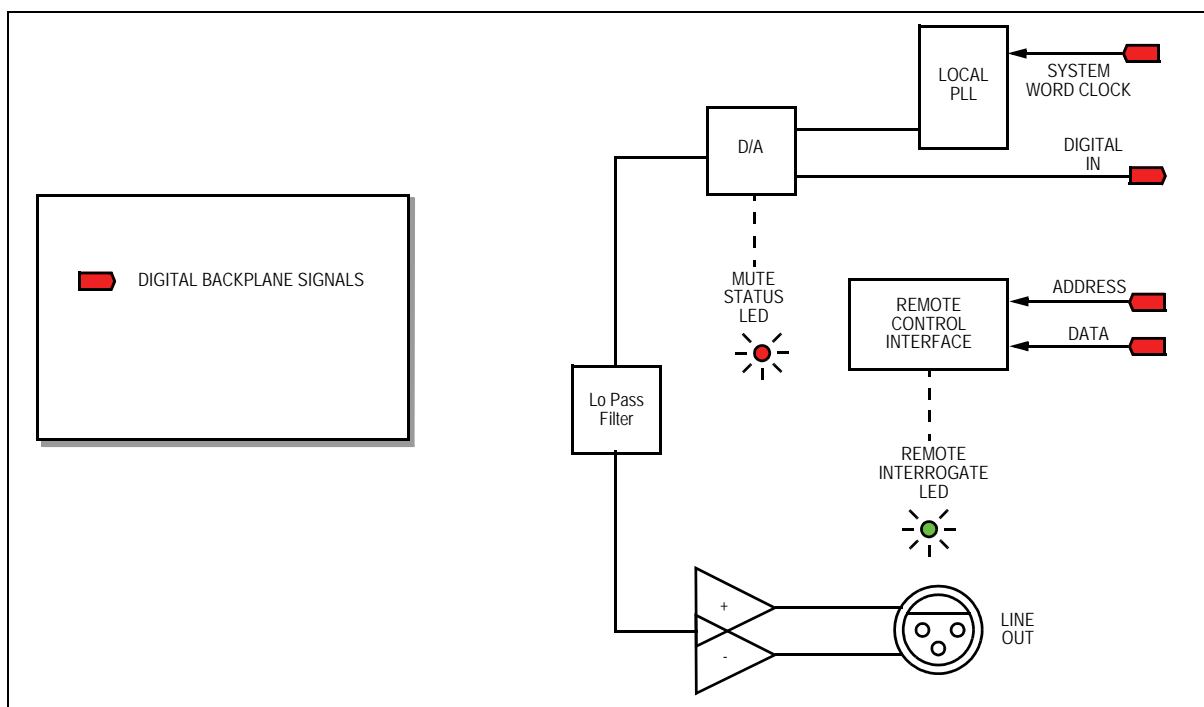 LOCAL
PLL
SYSTEM
WORD CLOCK
D/A
DIGITAL
IN
DIGITAL BACKPLANE SIGNALS
MUTE
STATUS
LED
REMOTE
CONTROL
INTERFACE
ADDRESS
DATA
Lo Pass
Filter
REMOTE
INTERROGATE
LED
+
-
LINE
OUT